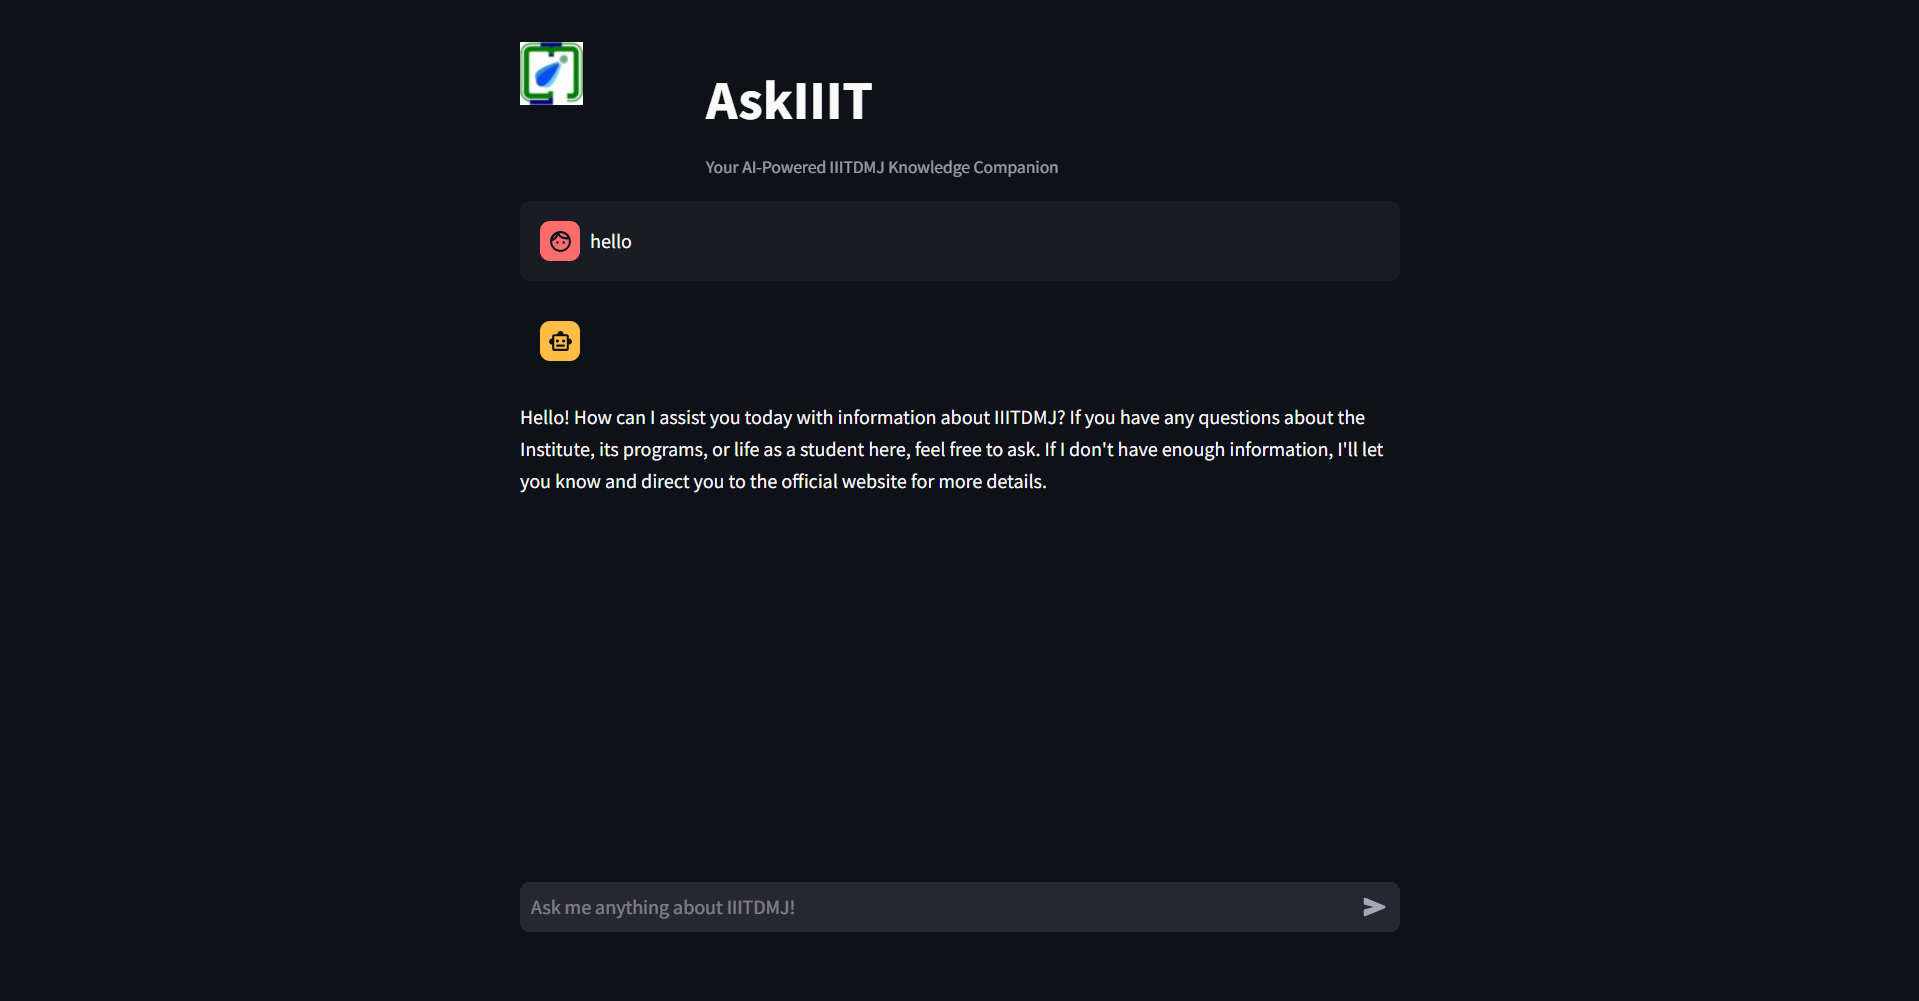 AskIIIT
Your AI-Powered IIITDMJ Knowledge Companion
hello
Hello! How can I assist you today with information about IIITDMJ? If you have any questions about the
Institute, its programs, or life as a student here, feel free to ask. If I don't have enough information, I'll let
you know and direct you to the official website for more details.
Ask me anything about IIITDMJ!